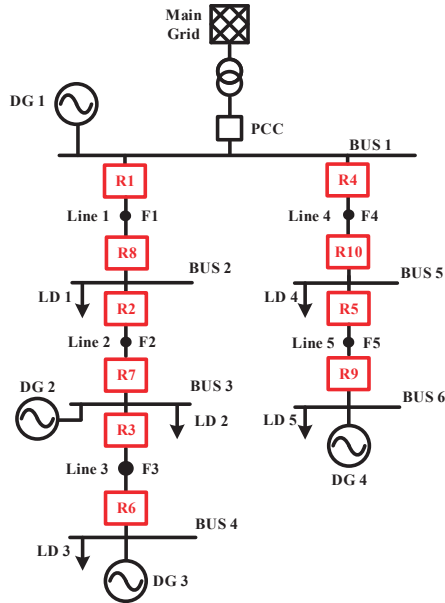 Main
Grid
DG 1
PCC
BUS 1
R1
R4
Line 1
F1
Line 4
F4
R8
R10
BUS 2
BUS 5
LD 1
LD 4
R2
R5
Line 2
F2
Line 5
F5
R7
R9
BUS 3
BUS 6
DG 2
LD 2
LD 5
R3
DG 4
Line 3
F3
R6
BUS 4
LD 3
DG 3